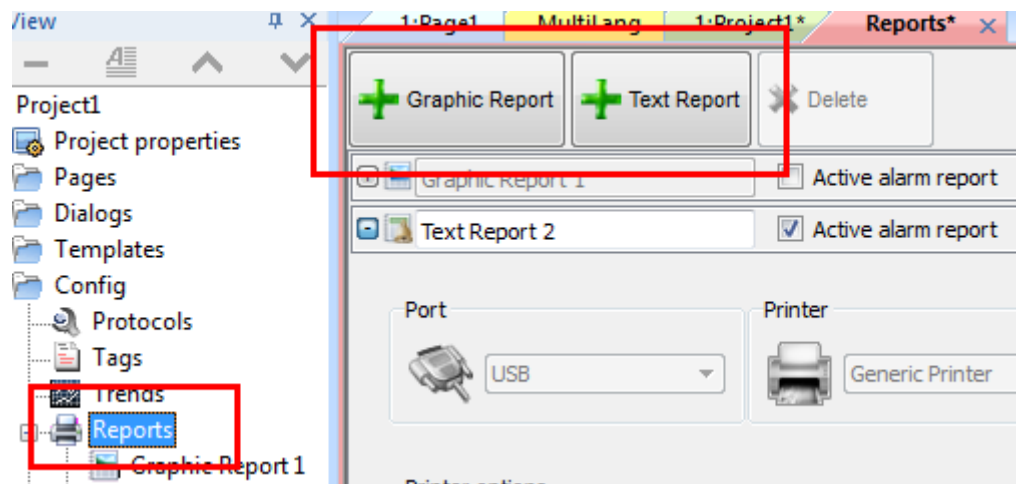 View
1:Page1 MultiLang 1:Project1* Reports*
Graphic Report Text Report Delete
Project1
Project properties
Pages
Dialogs
Templates
Config
Protocols
Tags
Trends
Reports
Graphic Report 1
Graphic Report 1 Active alarm report
Text Report 2 Active alarm report
Port Printer
USB Generic Printer
Printer options